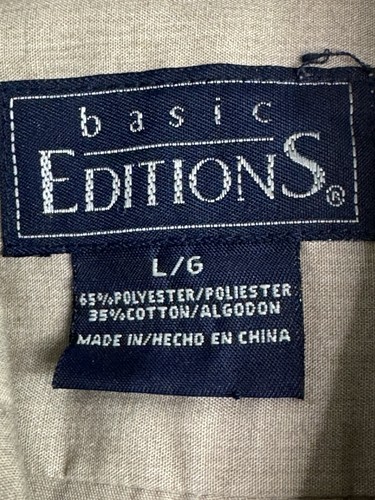 basic
EDITIONS®
L/G
65%POLYESTER/POLIESTER
35%COTTON/ALGODON
MADE IN/HECHO EN CHINA